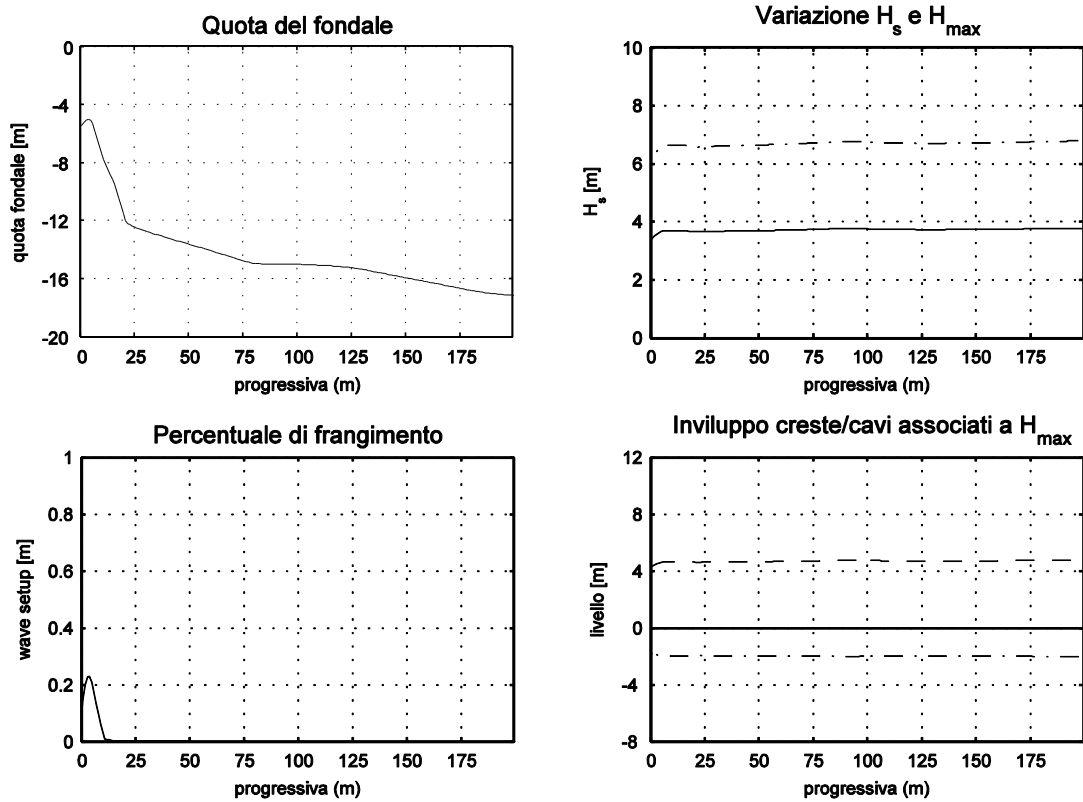 Quota del fondale
0
-4
-8
-12
-16
-20
quota fondale [m]
0 25 50 75 100 125 150 175
progressiva (m)
Variazione H_s e H_max
10
8
6
4
2
0
H_s [m]
0 25 50 75 100 125 150 175
progressiva (m)
Percentuale di frangimento
1
0.8
0.6
0.4
0.2
0
wave setup [m]
0 25 50 75 100 125 150 175
progressiva (m)
Inviluppo creste/cavi associati a H_max
12
8
4
0
-4
-8
livello [m]
0 25 50 75 100 125 150 175
progressiva (m)